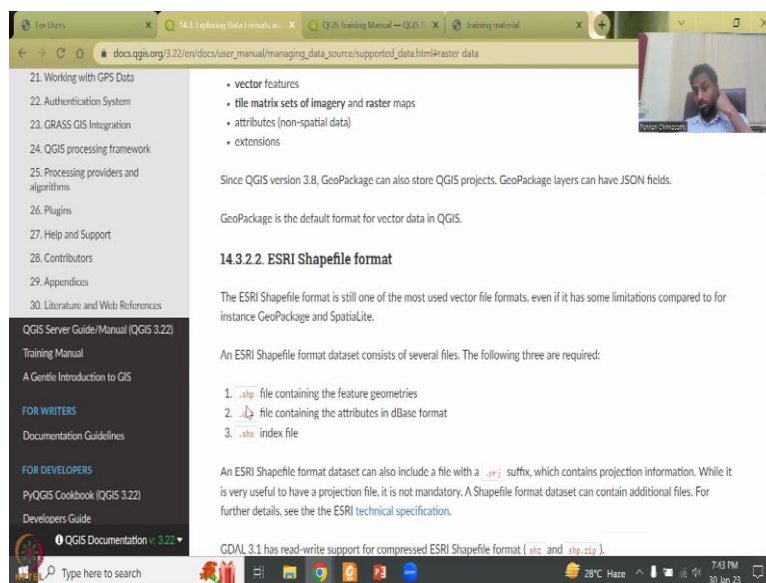 For Users
14.3. Exploring Data Formats an
QGIS Training Manual — QGIS D
training material
docs.qgis.org/3.22/en/docs/user_manual/managing_data_source/supported_data.html#raster-data
21. Working with GPS Data
22. Authentication System
23. GRASS GIS Integration
24. QGIS processing framework
25. Processing providers and
algorithms
26. Plugins
27. Help and Support
28. Contributors
29. Appendices
30. Literature and Web References
QGIS Server Guide/Manual (QGIS 3.22)
Training Manual
A Gentle Introduction to GIS
FOR WRITERS
Documentation Guidelines
FOR DEVELOPERS
PyQGIS Cookbook (QGIS 3.22)
Developers Guide
QGIS Documentation v: 3.22
• vector features
• tile matrix sets of imagery and raster maps
• attributes (non-spatial data)
• extensions
Since QGIS version 3.8, GeoPackage can also store QGIS projects. GeoPackage layers can have JSON fields.
GeoPackage is the default format for vector data in QGIS.
14.3.2.2. ESRI Shapefile format
The ESRI Shapefile format is still one of the most used vector file formats, even if it has some limitations compared to for
instance GeoPackage and SpatiaLite.
An ESRI Shapefile format dataset consists of several files. The following three are required:
1. .shp file containing the feature geometries
2. file containing the attributes in dBase format
3. .shx index file
An ESRI Shapefile format dataset can also include a file with a .prj suffix, which contains projection information. While it
is very useful to have a projection file, it is not mandatory. A Shapefile format dataset can contain additional files. For
further details, see the the ESRI technical specification.
GDAL 3.1 has read-write support for compressed ESRI Shapefile format ( shz and shp.zip ).
Pennan Chinnasamy
Type here to search
28°C Haze
7:43 PM
30 Jan 23